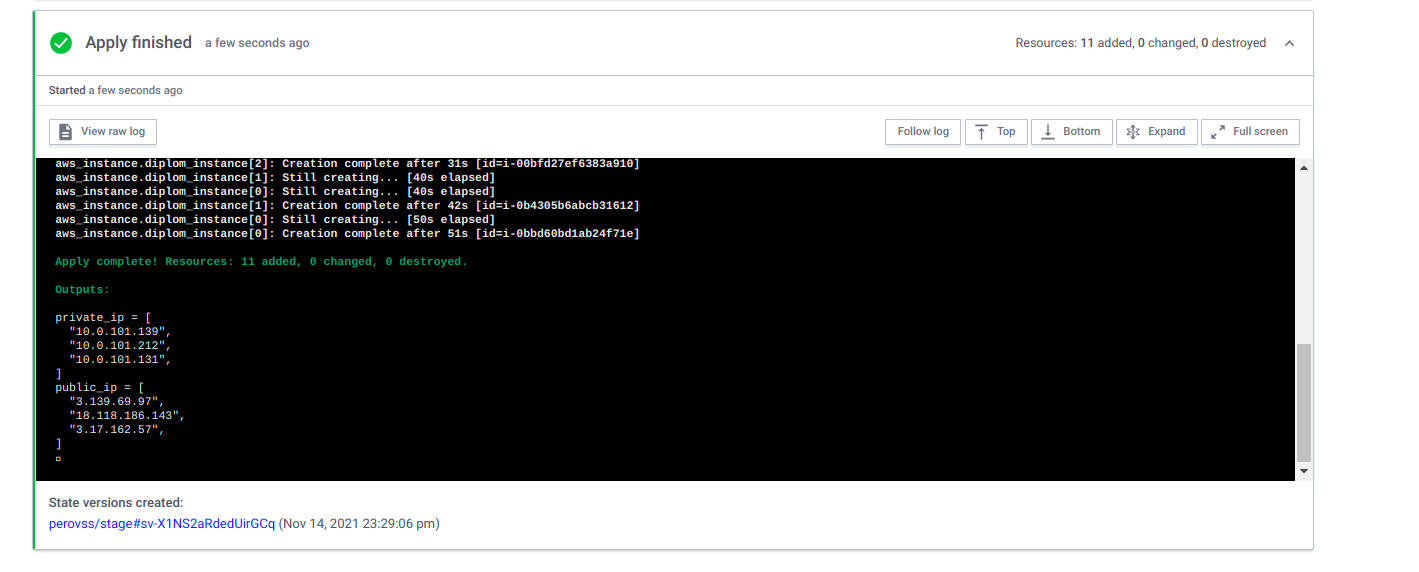 Apply finished a few seconds ago Resources: 11 added, 0 changed, 0 destroyed
Started a few seconds ago
View raw log Follow log Top Bottom Expand Full screen
aws_instance.diplom_instance[2]: Creation complete after 31s [id=i-00bfd27ef6383a910]
aws_instance.diplom_instance[1]: Still creating... [40s elapsed]
aws_instance.diplom_instance[0]: Still creating... [40s elapsed]
aws_instance.diplom_instance[1]: Creation complete after 42s [id=i-0b4305b6abcb31612]
aws_instance.diplom_instance[0]: Still creating... [50s elapsed]
aws_instance.diplom_instance[0]: Creation complete after 51s [id=i-0bbd60bd1ab24f71e]
Apply complete! Resources: 11 added, 0 changed, 0 destroyed.
Outputs:
private_ip = [
"10.0.101.139",
"10.0.101.212",
"10.0.101.131",
]
public_ip = [
"3.139.69.97",
"18.118.186.143",
"3.17.162.57",
]
State versions created:
perovss/stage#sv-X1NS2aRdedUirGCq (Nov 14, 2021 23:29:06 pm)